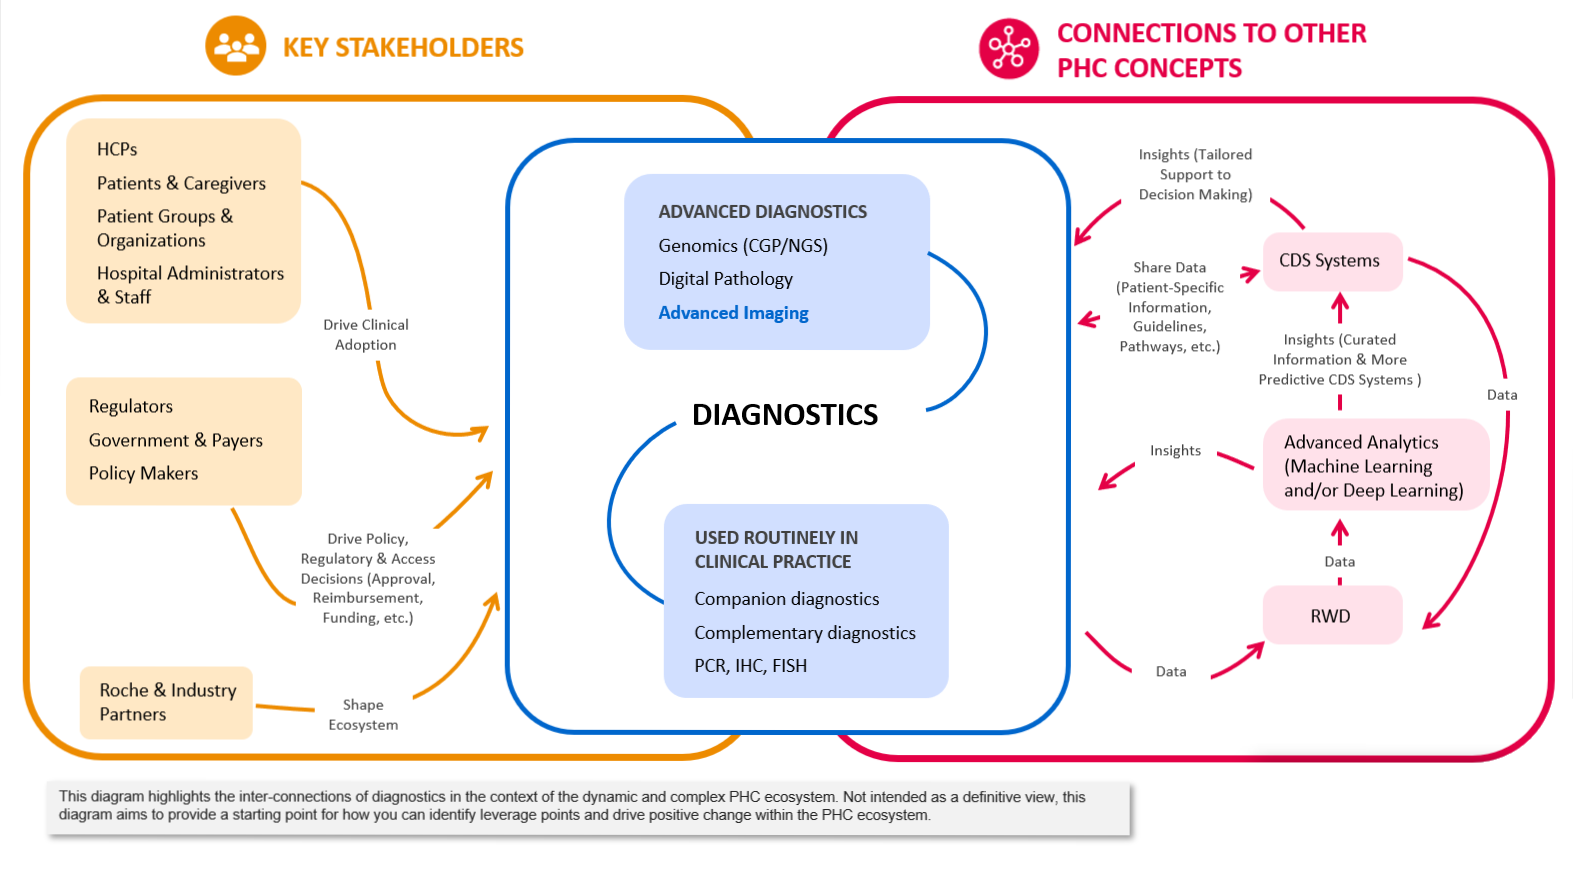 KEY STAKEHOLDERS
CONNECTIONS TO OTHER
PHC CONCEPTS
HCPs
Patients & Caregivers
Patient Groups &
Organizations
Hospital Administrators
& Staff
Drive Clinical
Adoption
Regulators
Government & Payers
Policy Makers
Drive Policy,
Regulatory & Access
Decisions (Approval,
Reimbursement,
Funding, etc.)
Roche & Industry
Partners
Shape
Ecosystem
ADVANCED DIAGNOSTICS
Genomics (CGP/NGS)
Digital Pathology
Advanced Imaging
DIAGNOSTICS
USED ROUTINELY IN
CLINICAL PRACTICE
Companion diagnostics
Complementary diagnostics
PCR, IHC, FISH
Insights (Tailored
Support to
Decision Making)
CDS Systems
Share Data
(Patient-Specific
Information,
Guidelines,
Pathways, etc.)
Insights (Curated
Information & More
Predictive CDS Systems )
Data
Advanced Analytics
(Machine Learning
and/or Deep Learning)
Insights
Data
RWD
Data
This diagram highlights the inter-connections of diagnostics in the context of the dynamic and complex PHC ecosystem. Not intended as a definitive view, this
diagram aims to provide a starting point for how you can identify leverage points and drive positive change within the PHC ecosystem.